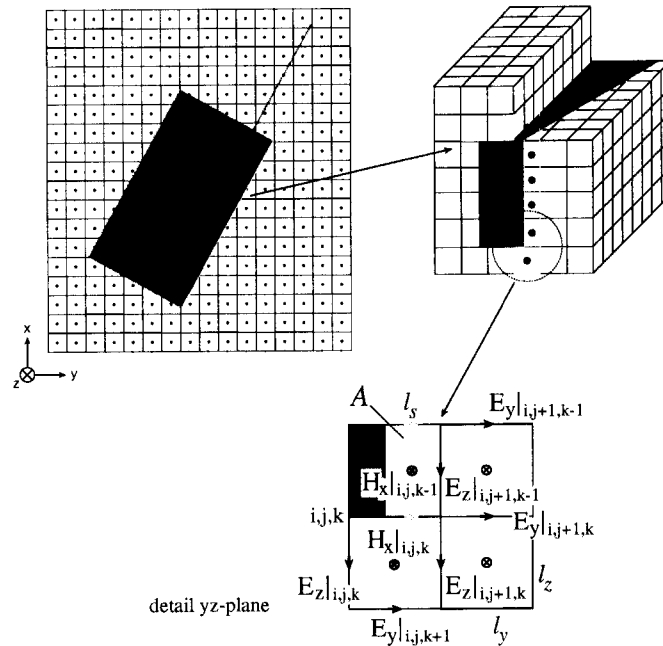 x
z
y
A
l_s
E_y|i,j+1,k-1
H_x|i,j,k-1
E_z|i,j+1,k-1
i,j,k
E_y|i,j+1,k
H_x|i,j,k
E_z|i,j,k
E_z|i,j+1,k
l_z
detail yz-plane
E_y|i,j,k+1
l_y